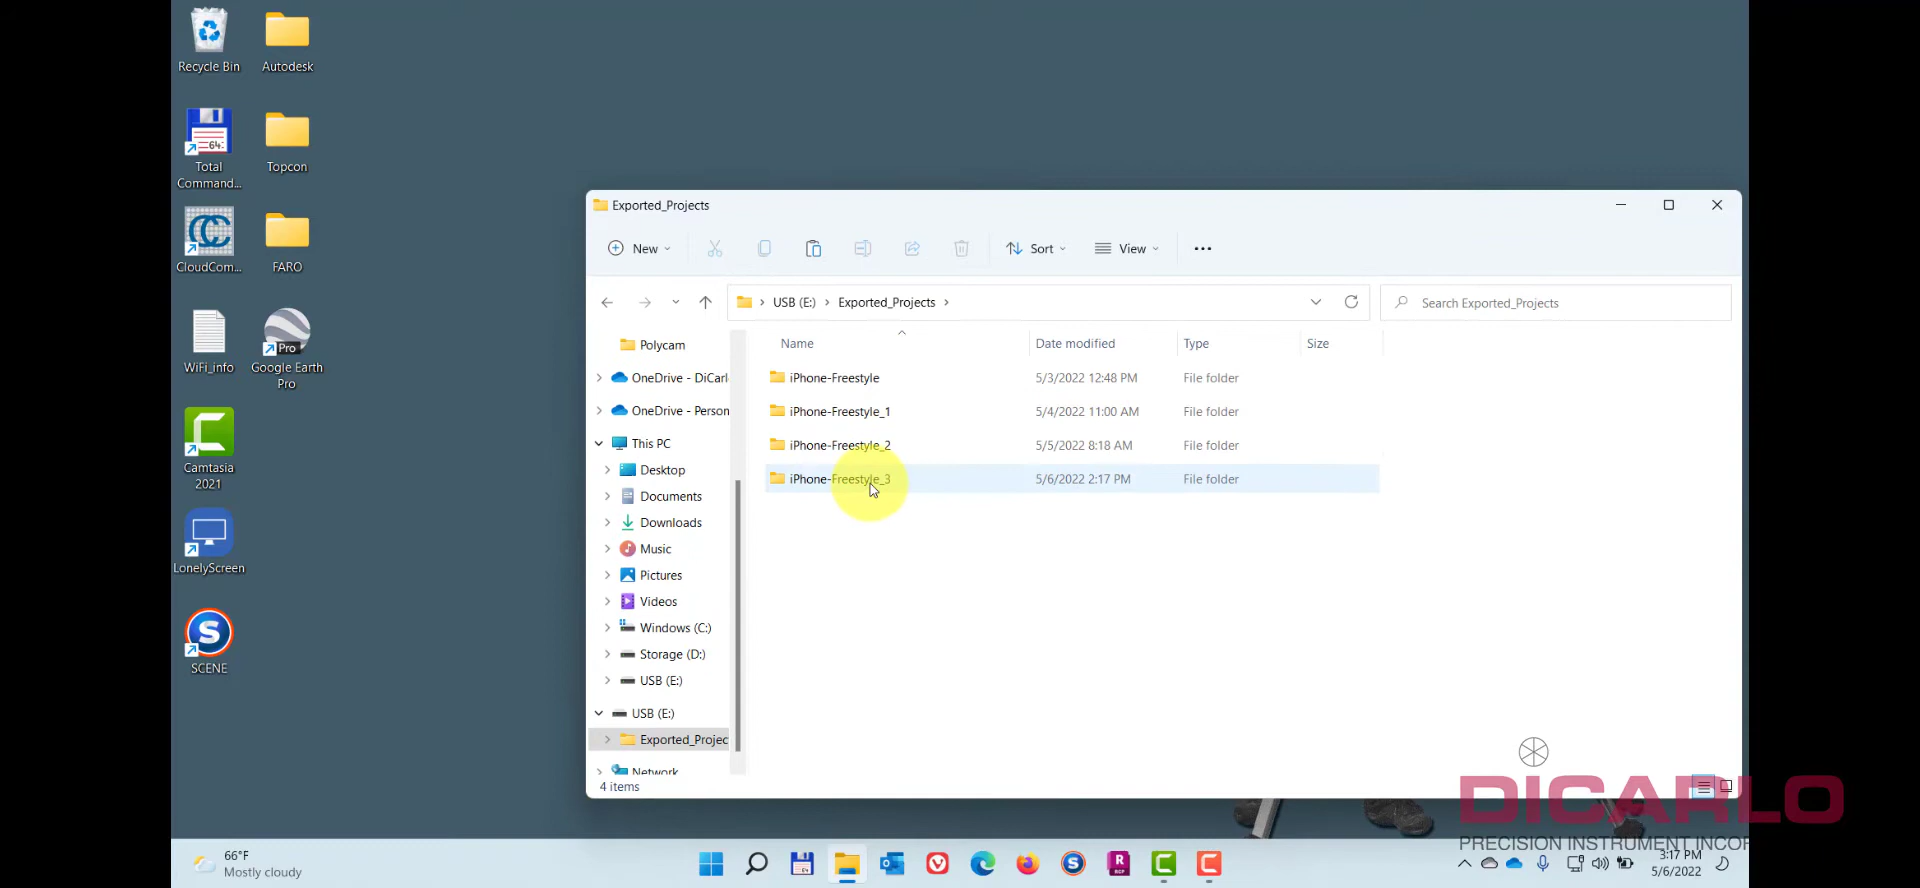 Recycle Bin
Autodesk
64
Total
Command...
Topcon
CloudCom...
FARO
WiFi_info
Pro
Google Earth
Pro
Camtasia
2021
LonelyScreen
S
SCENE
Exported_Projects
New
Sort
View
USB (E:)
Exported_Projects
Search Exported_Projects
Name
Date modified
Type
Size
iPhone-Freestyle
5/3/2022 12:48 PM
File folder
iPhone-Freestyle_1
5/4/2022 11:00 AM
File folder
iPhone-Freestyle_2
5/5/2022 8:18 AM
File folder
iPhone-Freestyle_3
5/6/2022 2:17 PM
File folder
Polycam
OneDrive - DiCarl
OneDrive - Person
This PC
Desktop
Documents
Downloads
Music
Pictures
Videos
Windows (C:)
Storage (D:)
USB (E:)
USB (E:)
Exported_Projec
Network
4 items
DICARLO
PRECISION INSTRUMENT INCOR
66°F
Mostly cloudy
3:17 PM
5/6/2022